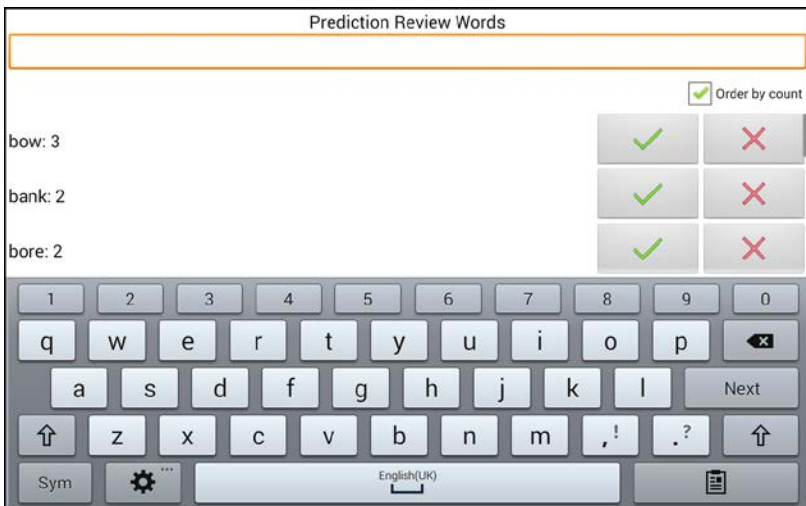 Prediction Review Words
Order by count
bow: 3
bank: 2
bore: 2
1 2 3 4 5 6 7 8 9 0
q w e r t y u i o p
a s d f g h j k l Next
z x c v b n m , ! . ?
Sym ... English(UK)